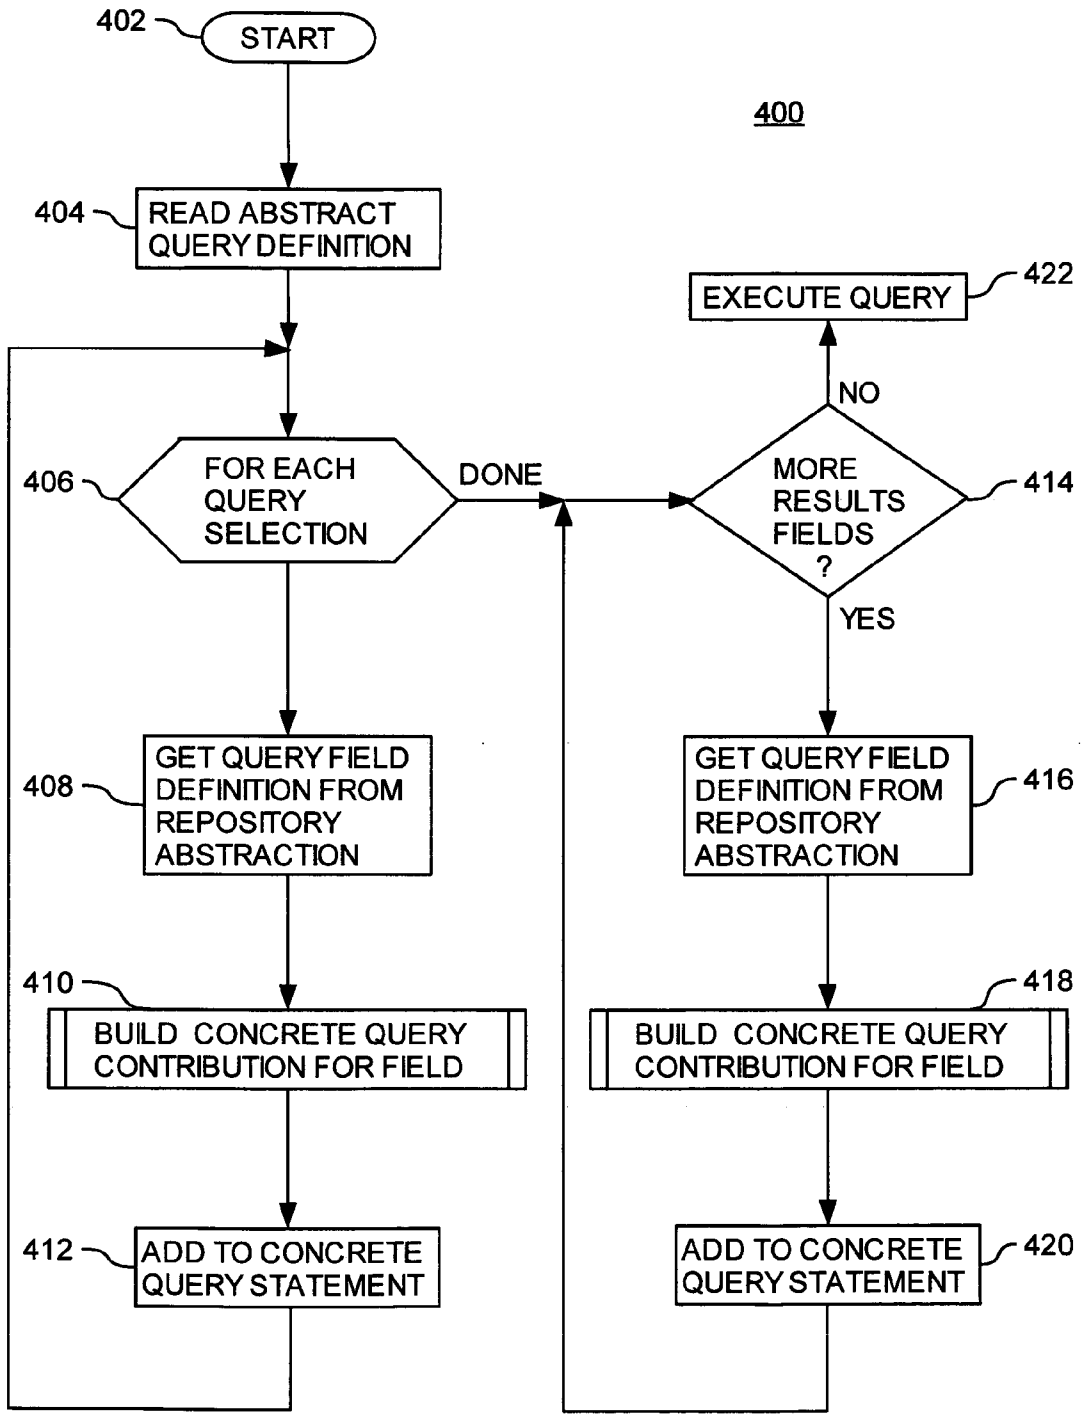 402
START
400
404
READ ABSTRACT
QUERY DEFINITION
422
EXECUTE QUERY
NO
406
FOR EACH
QUERY
SELECTION
DONE
MORE
RESULTS
FIELDS
?
414
YES
408
GET QUERY FIELD
DEFINITION FROM
REPOSITORY
ABSTRACTION
GET QUERY FIELD
DEFINITION FROM
REPOSITORY
ABSTRACTION
416
410
BUILD CONCRETE QUERY
CONTRIBUTION FOR FIELD
418
BUILD CONCRETE QUERY
CONTRIBUTION FOR FIELD
412
ADD TO CONCRETE
QUERY STATEMENT
ADD TO CONCRETE
QUERY STATEMENT
420